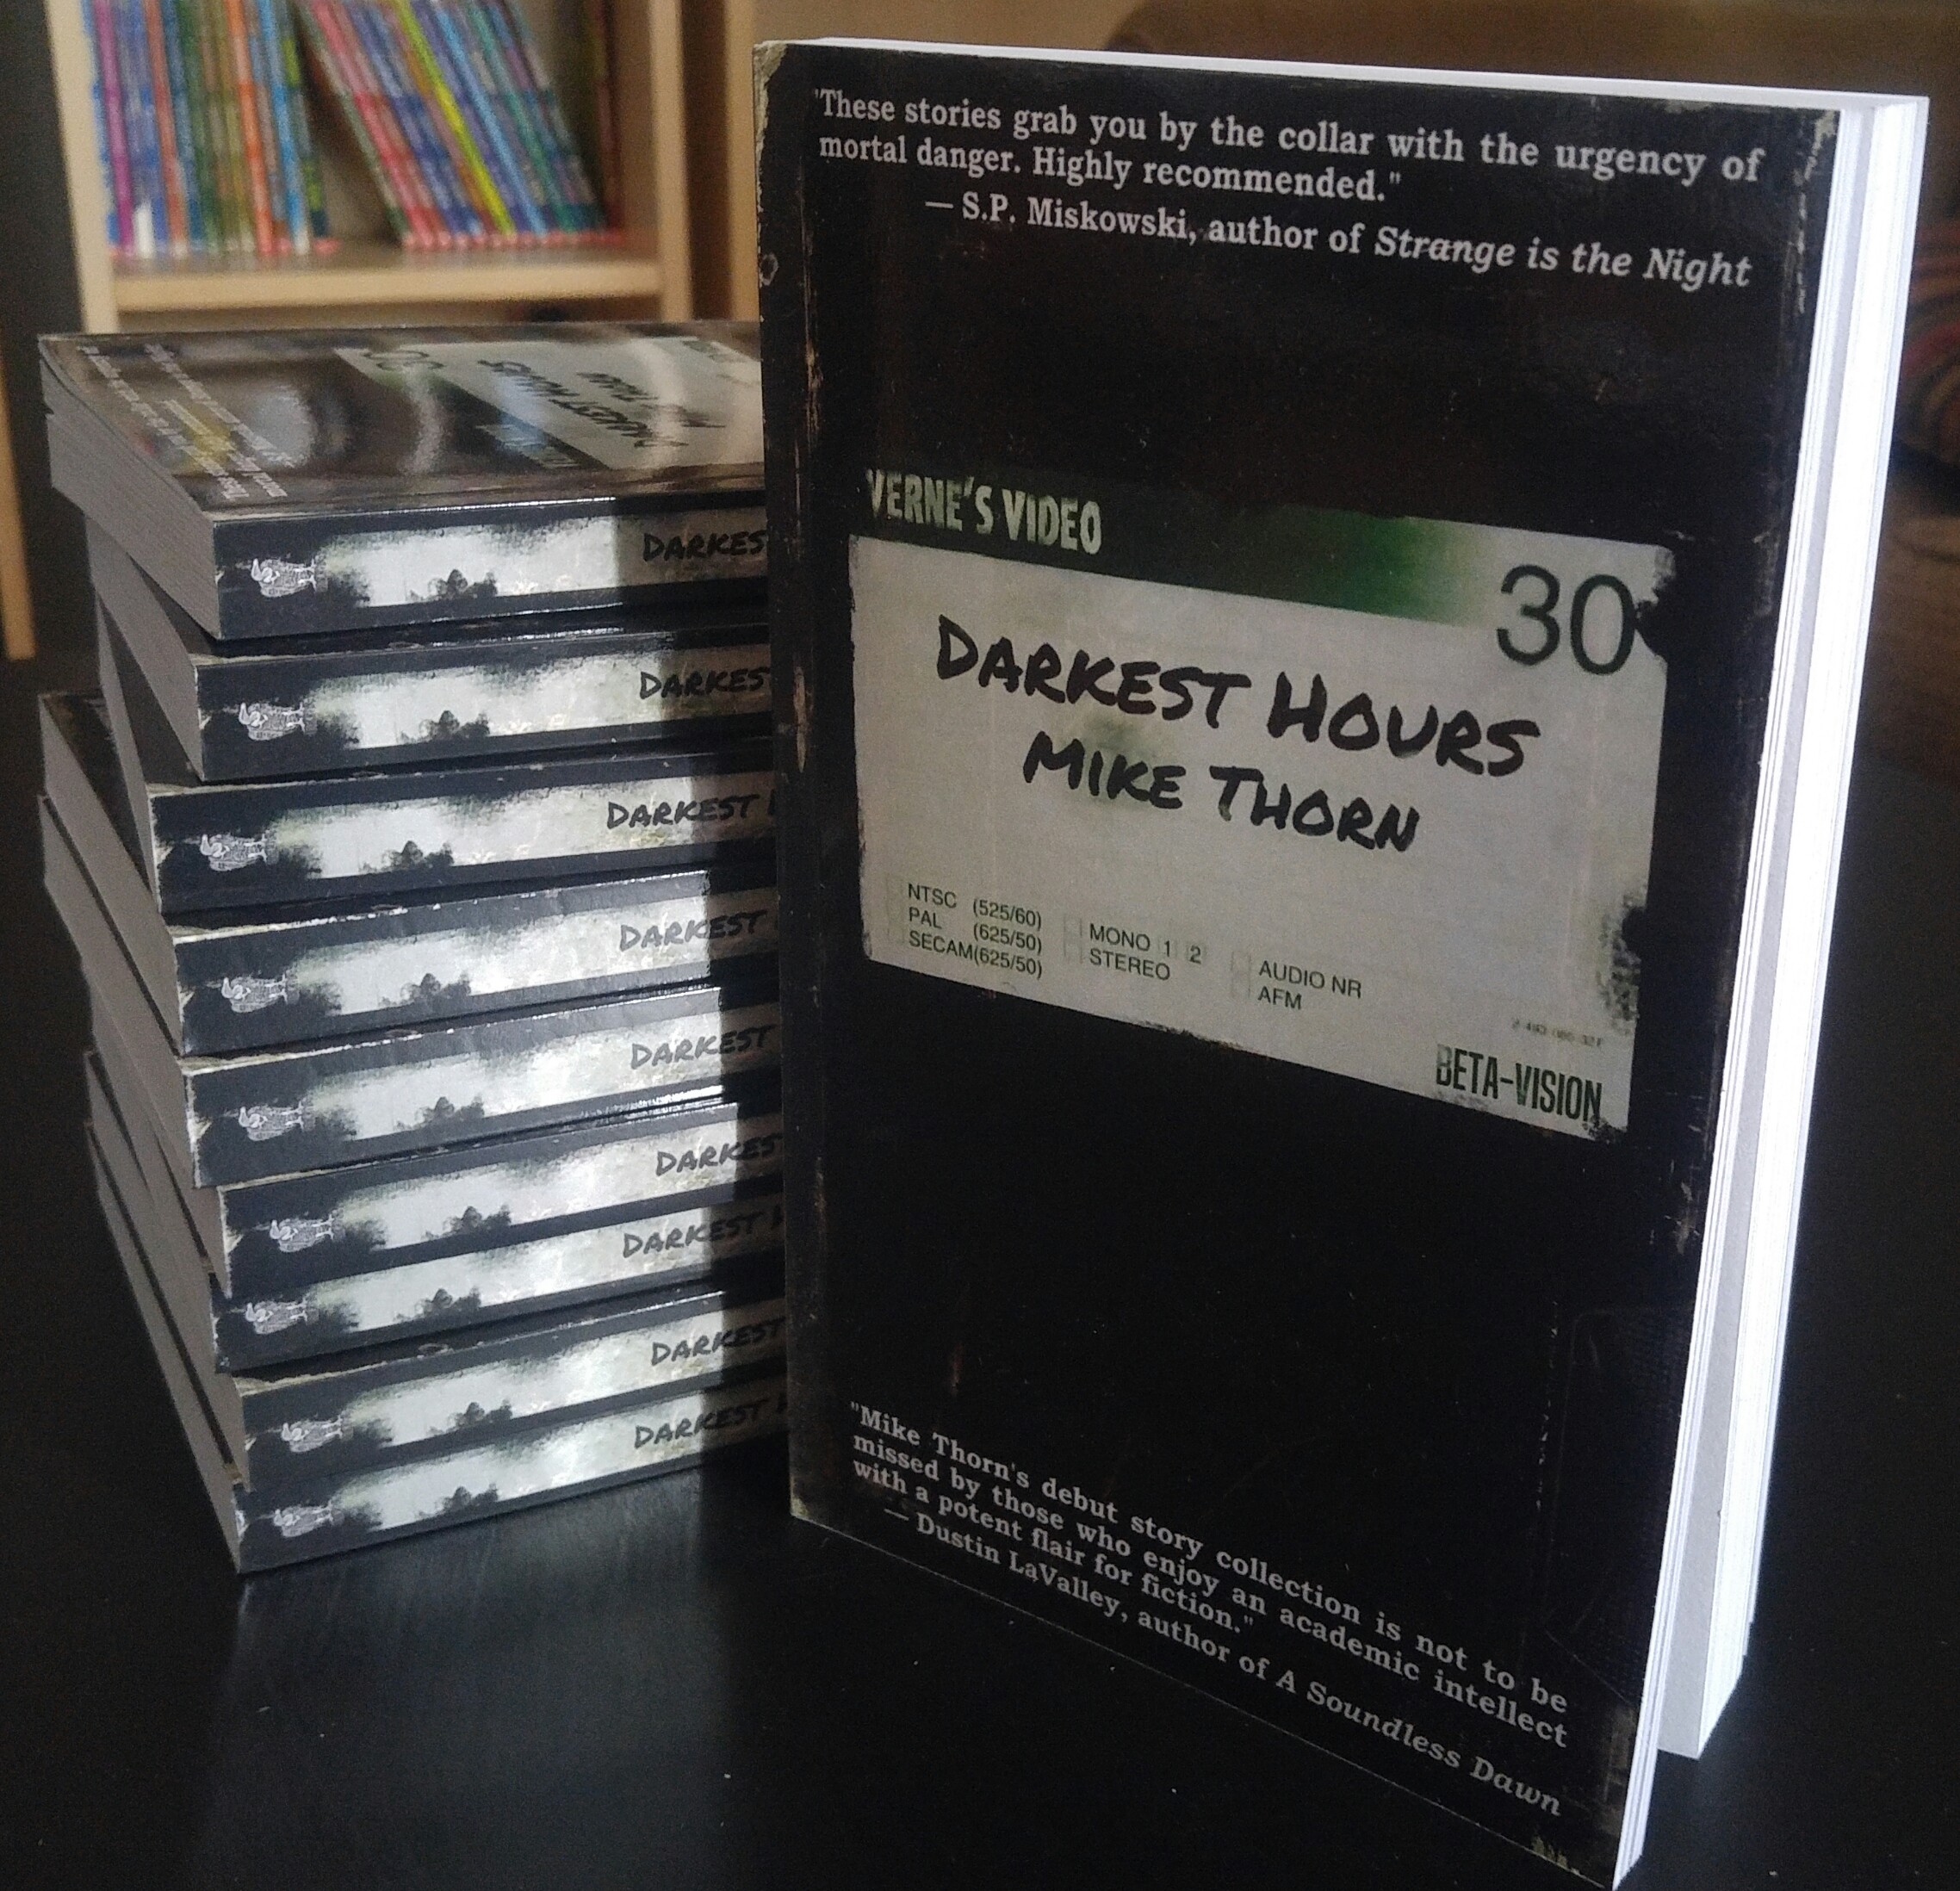 "These stories grab you by the collar with the urgency of
mortal danger. Highly recommended."
— S.P. Miskowski, author of Strange is the Night
VERNE'S VIDEO
30
DARKEST HOURS
MIKE THORN
NTSC (525/60)
PAL (625/50)
SECAM(625/50)
MONO 1 2
STEREO
AUDIO NR
AFM
BETA-VISION
"Mike Thorn's debut story collection is not to be
missed by those who enjoy an academic intellect
with a potent flair for fiction."
— Dustin LaValley, author of A Soundless Dawn
DARKEST
DARKEST
DARKEST
DARKEST
DARKEST
DARKEST
DARKEST
DARKEST
DARKEST